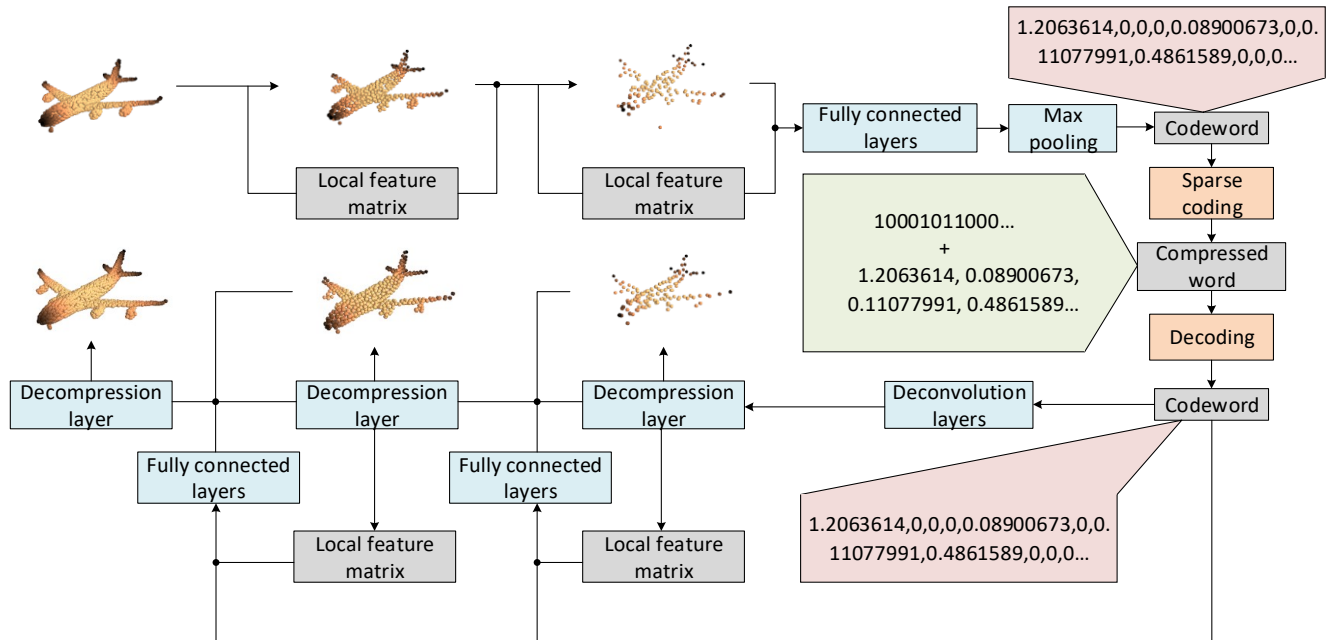 1.2063614,0,0,0,0.08900673,0,0.
11077991,0.4861589,0,0,0...
Fully connected
layers
Max
pooling
Codeword
Local feature
matrix
Local feature
matrix
Sparse
coding
10001011000...
+
1.2063614, 0.08900673,
0.11077991, 0.4861589...
Compressed
word
Decoding
Decompression
layer
Decompression
layer
Decompression
layer
Deconvolution
layers
Codeword
Fully connected
layers
Fully connected
layers
1.2063614,0,0,0,0.08900673,0,0.
11077991,0.4861589,0,0,0...
Local feature
matrix
Local feature
matrix